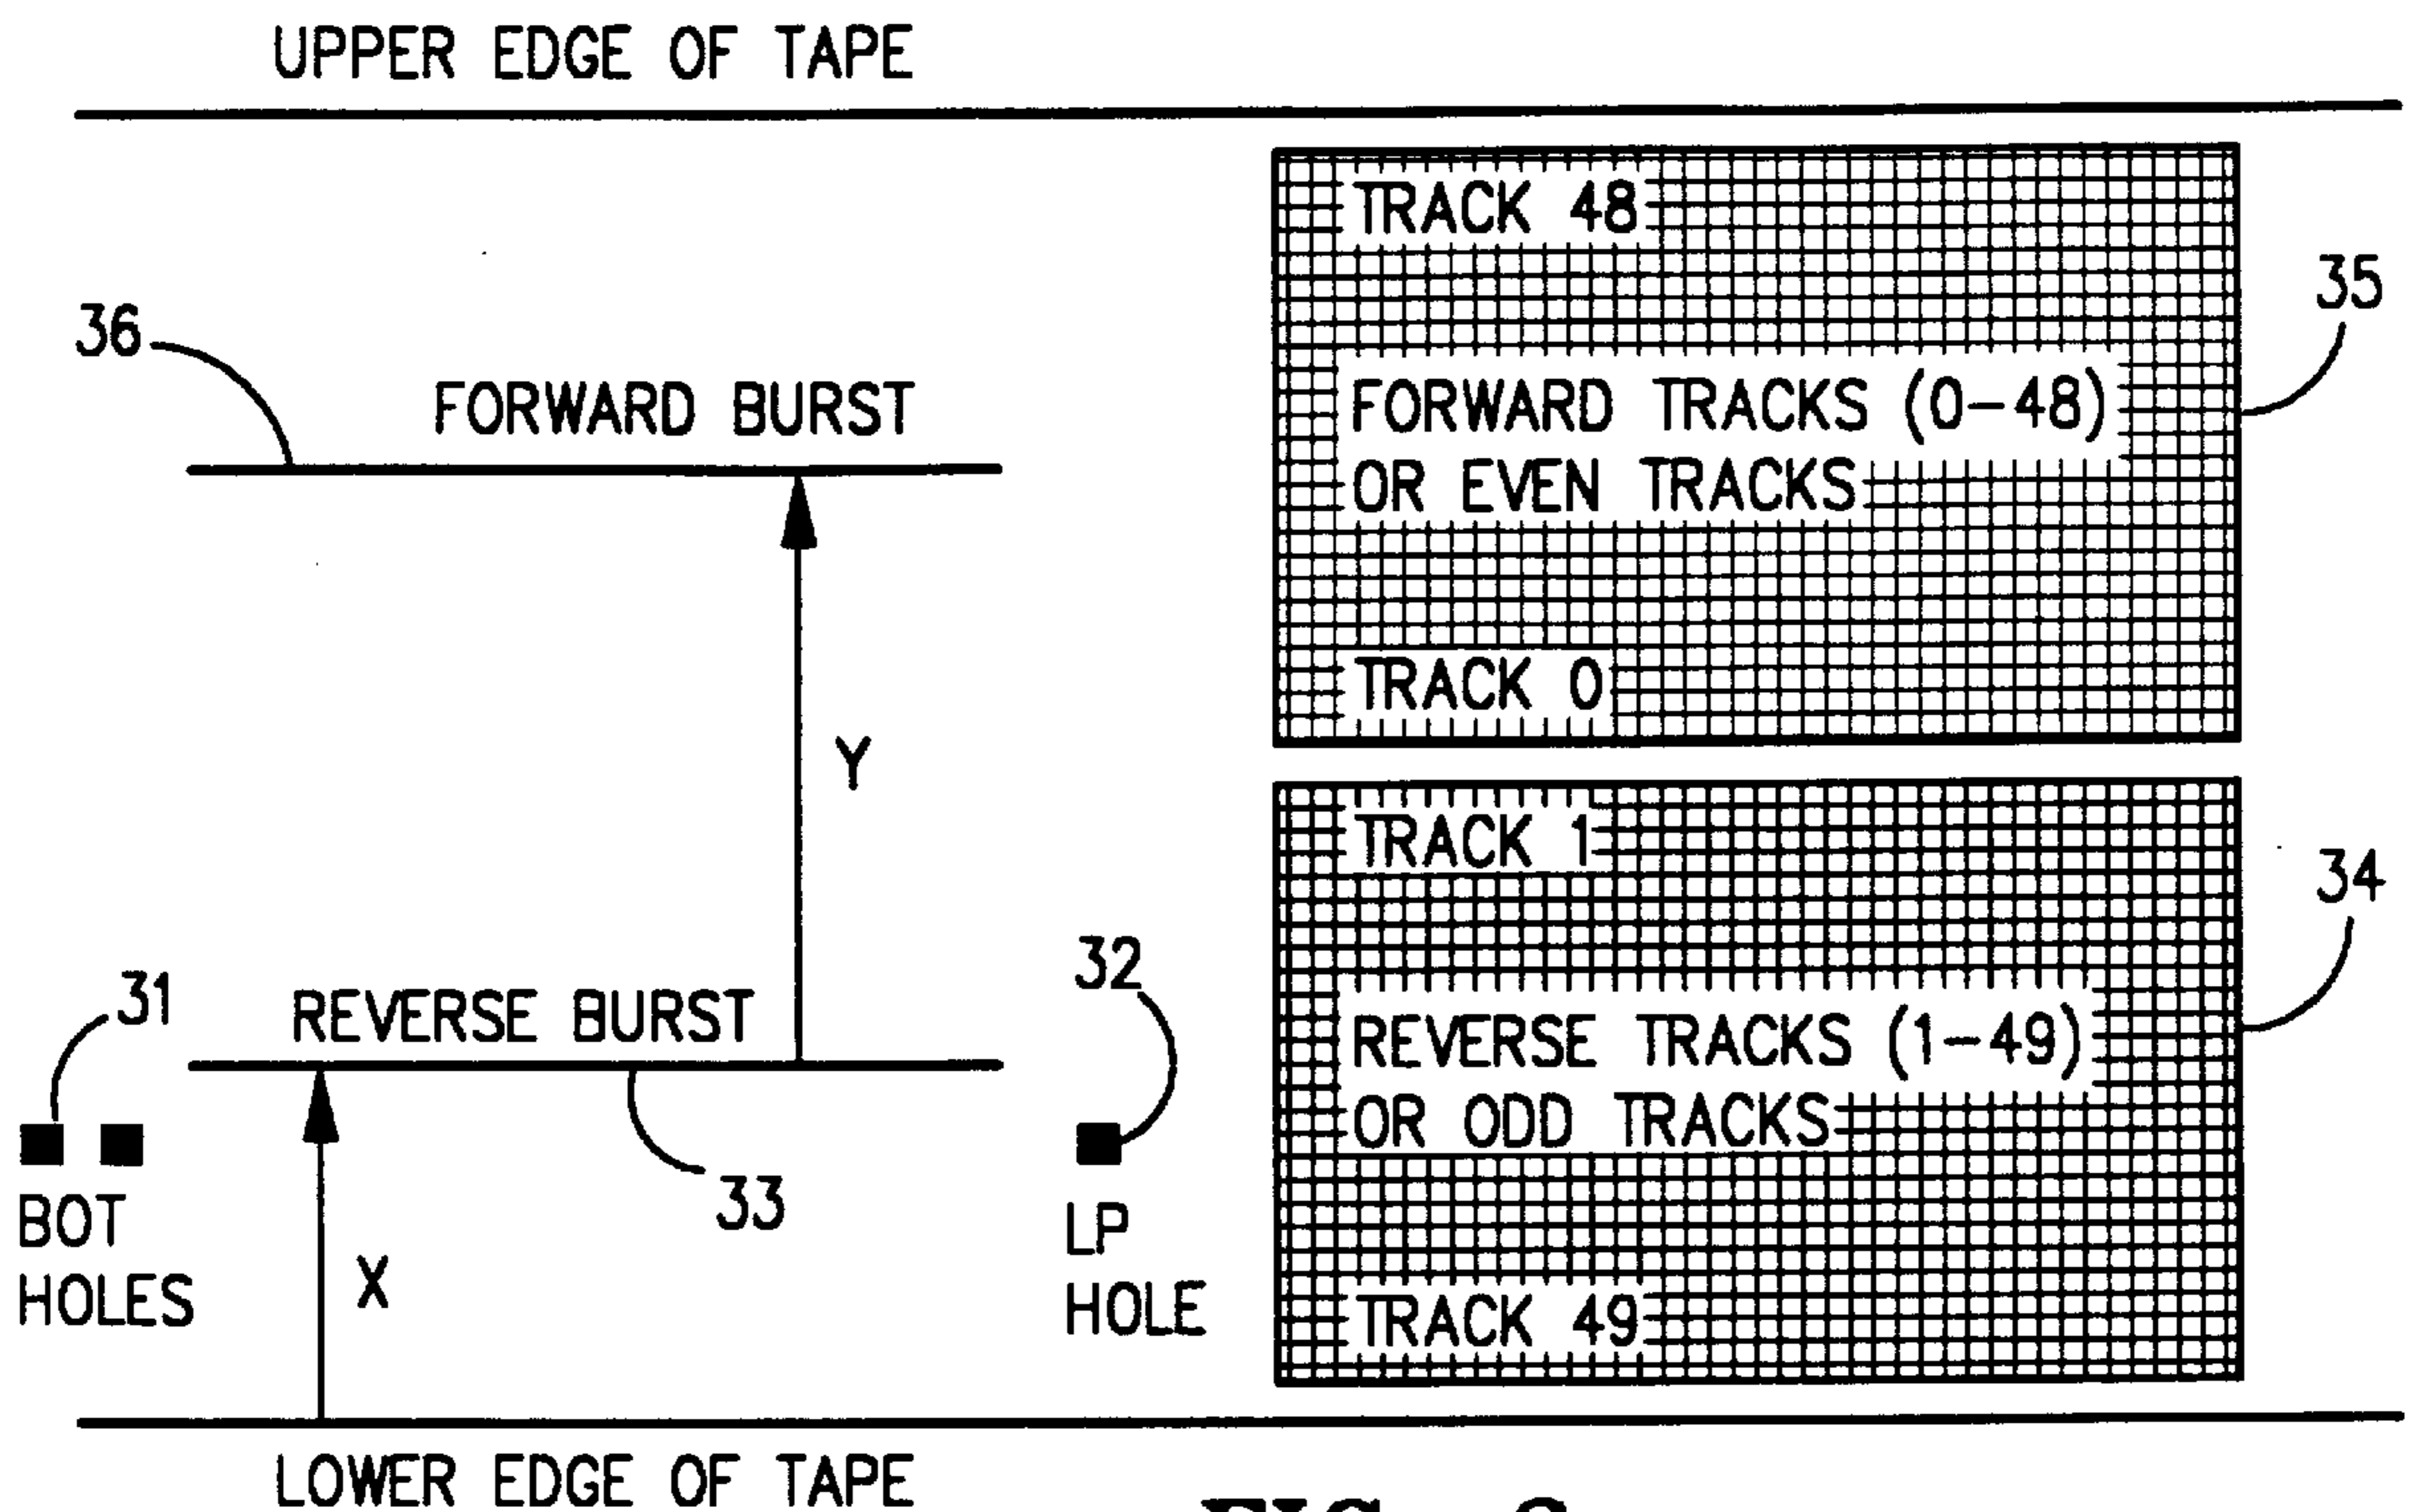 UPPER EDGE OF TAPE
TRACK 48
35
36
FORWARD BURST
FORWARD TRACKS (0-48)
OR EVEN TRACKS
TRACK 0
Y
TRACK 1
34
32
31
REVERSE BURST
REVERSE TRACKS (1-49)
OR ODD TRACKS
33
BOT
HOLES
X
LP
HOLE
TRACK 49
LOWER EDGE OF TAPE